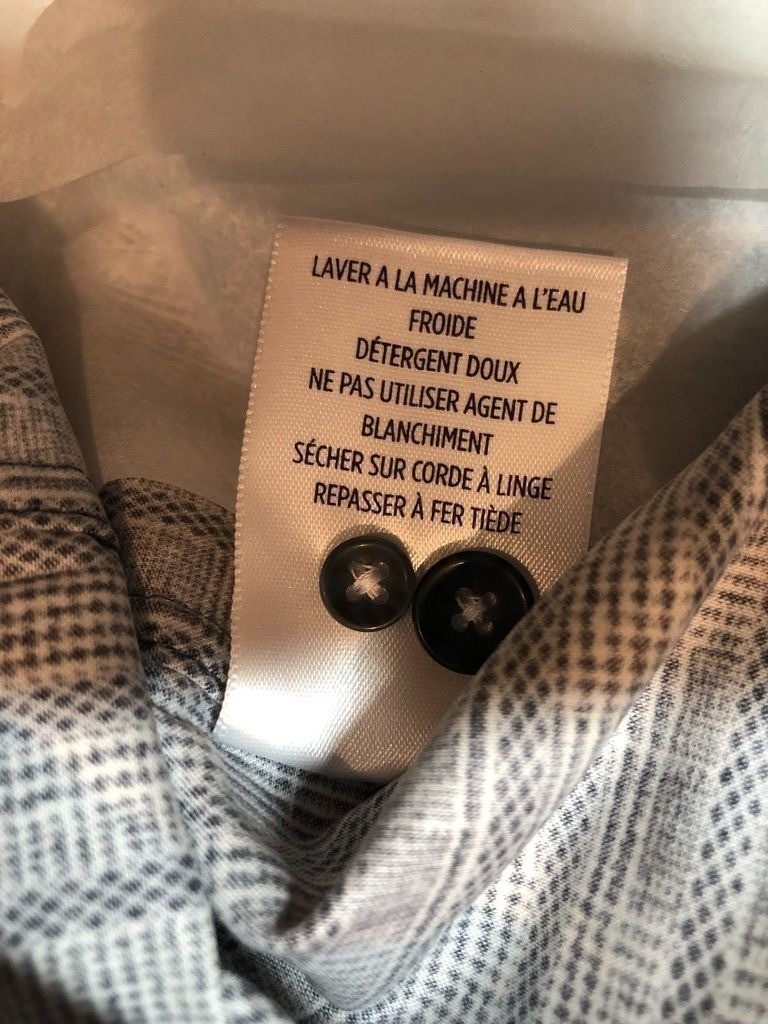 LAVER A LA MACHINE A L'EAU
FROIDE
DÉTERGENT DOUX
NE PAS UTILISER AGENT DE
BLANCHIMENT
SÉCHER SUR CORDE À LINGE
REPASSER À FER TIÈDE